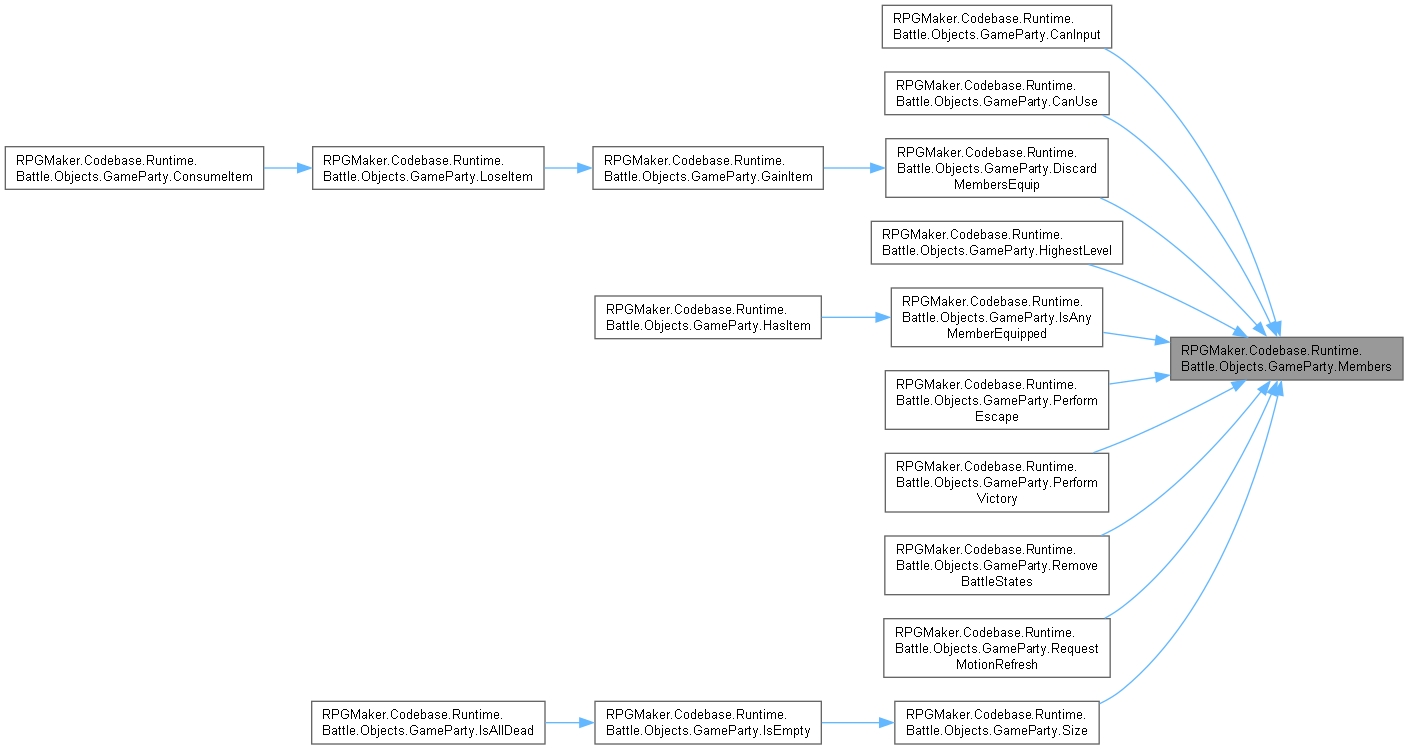 RPGMaker.Codebase.Runtime.
Battle.Objects.GameParty.CanInput
RPGMaker.Codebase.Runtime.
Battle.Objects.GameParty.CanUse
RPGMaker.Codebase.Runtime.
Battle.Objects.GameParty.ConsumeItem
RPGMaker.Codebase.Runtime.
Battle.Objects.GameParty.LoseItem
RPGMaker.Codebase.Runtime.
Battle.Objects.GameParty.GainItem
RPGMaker.Codebase.Runtime.
Battle.Objects.GameParty.Discard
MembersEquip
RPGMaker.Codebase.Runtime.
Battle.Objects.GameParty.HighestLevel
RPGMaker.Codebase.Runtime.
Battle.Objects.GameParty.HasItem
RPGMaker.Codebase.Runtime.
Battle.Objects.GameParty.IsAny
MemberEquipped
RPGMaker.Codebase.Runtime.
Battle.Objects.GameParty.Members
RPGMaker.Codebase.Runtime.
Battle.Objects.GameParty.Perform
Escape
RPGMaker.Codebase.Runtime.
Battle.Objects.GameParty.Perform
Victory
RPGMaker.Codebase.Runtime.
Battle.Objects.GameParty.Remove
BattleStates
RPGMaker.Codebase.Runtime.
Battle.Objects.GameParty.Request
MotionRefresh
RPGMaker.Codebase.Runtime.
Battle.Objects.GameParty.IsAllDead
RPGMaker.Codebase.Runtime.
Battle.Objects.GameParty.IsEmpty
RPGMaker.Codebase.Runtime.
Battle.Objects.GameParty.Size